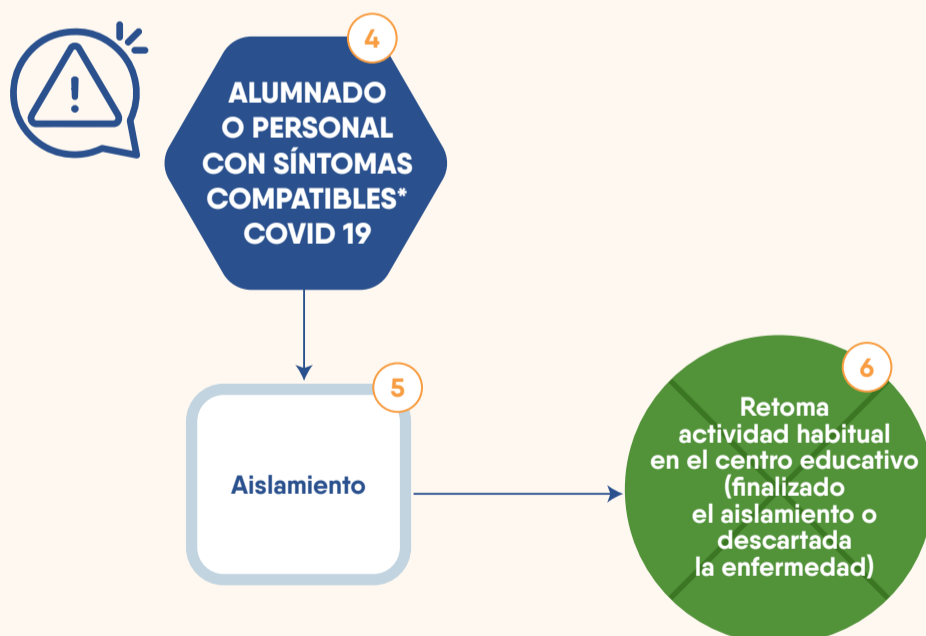 4
ALUMNADO
O PERSONAL
CON SÍNTOMAS
COMPATIBLES*
COVID 19
5
Aislamiento
6
Retoma
actividad habitual
en el centro educativo
(finalizado
el aislamiento o
descartada
la enfermedad)